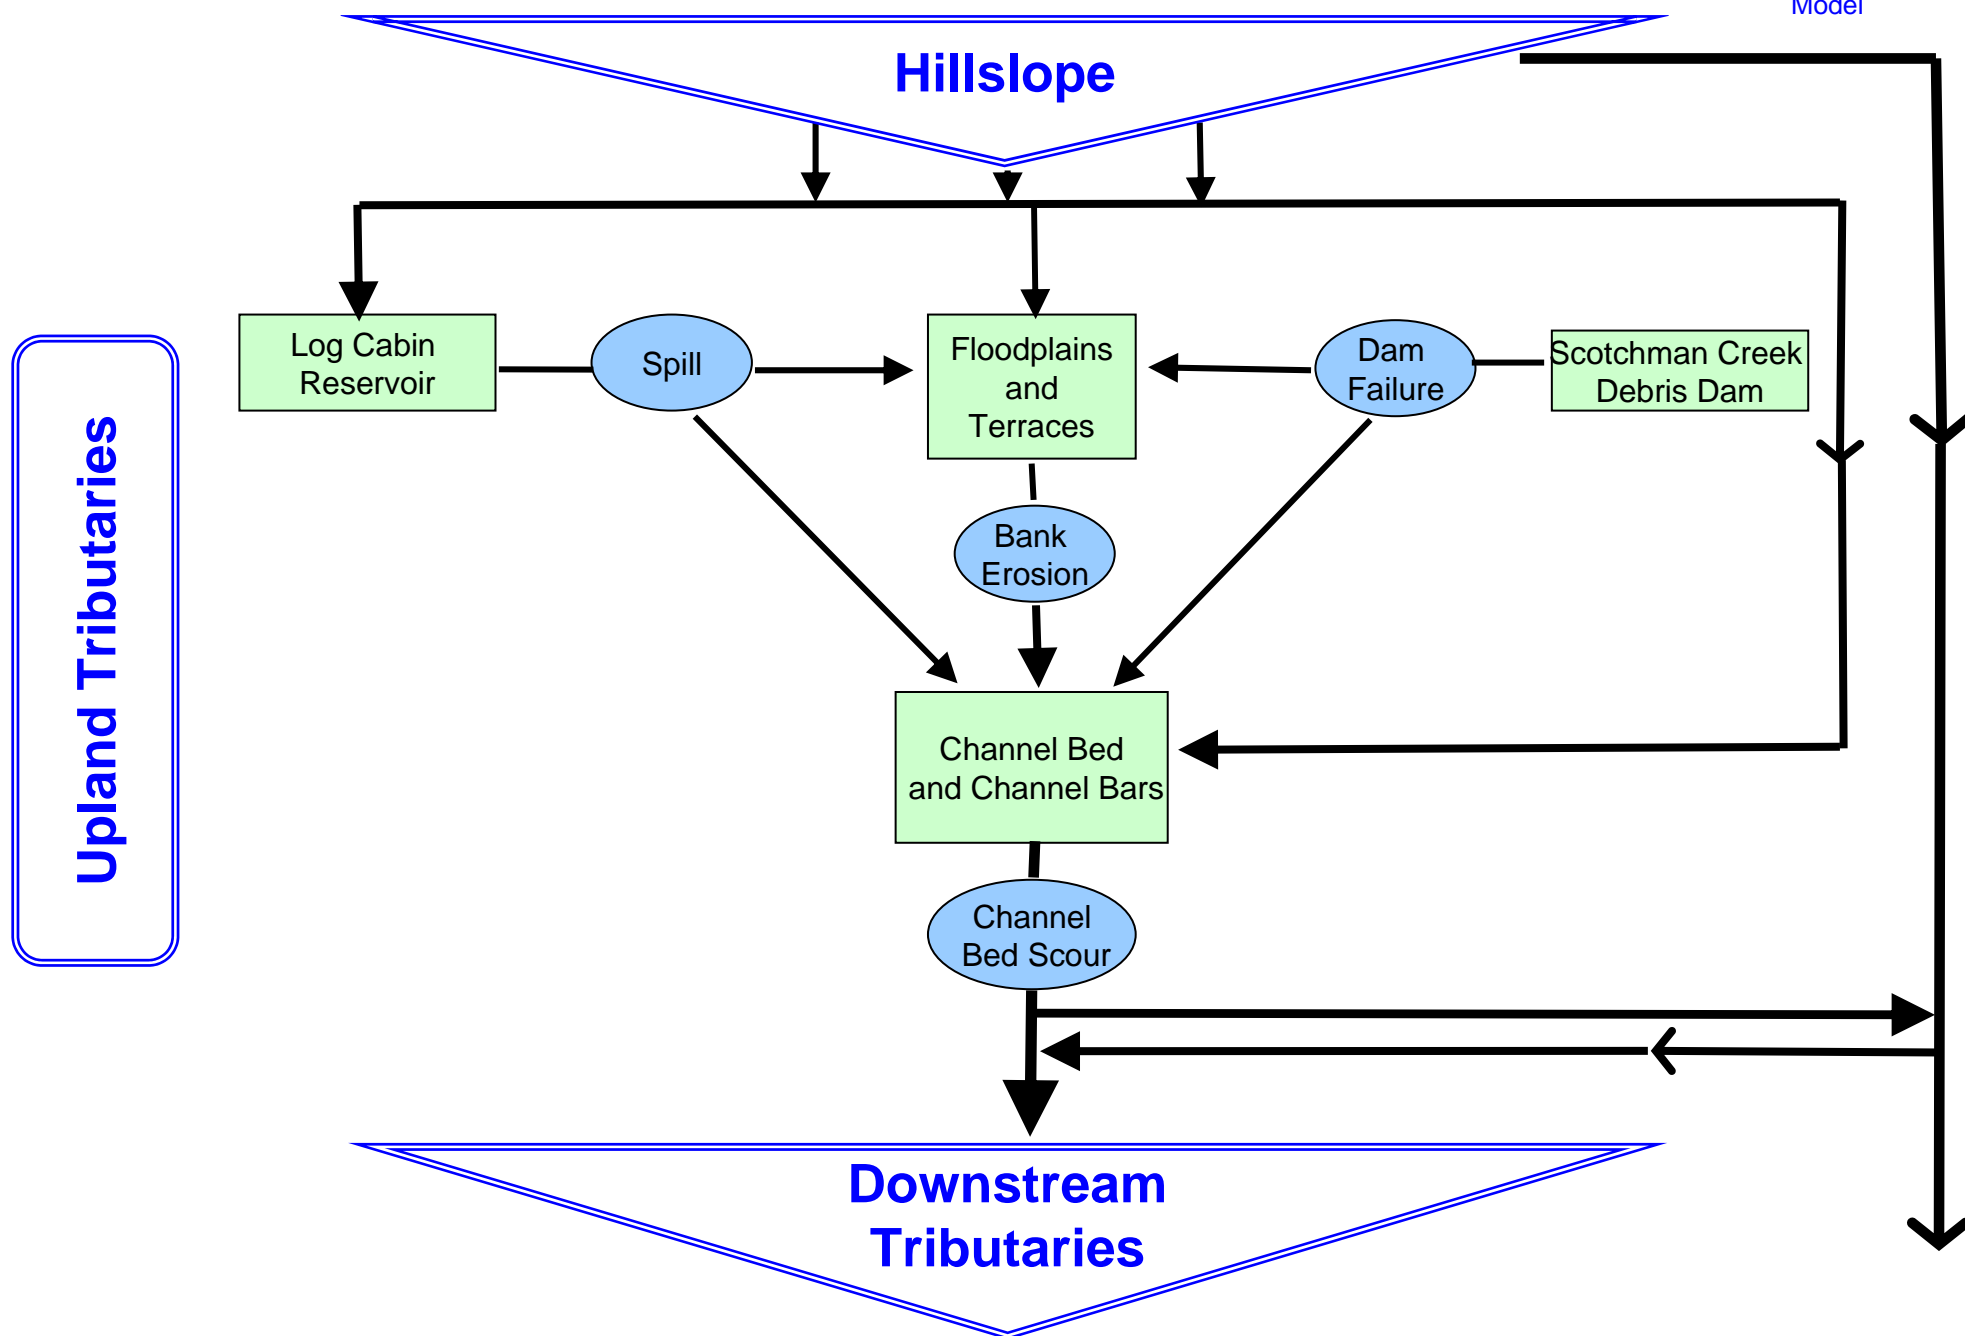 Model
Hillslope
Log Cabin
Reservoir
Spill
Floodplains
and
Terraces
Dam
Failure
Scotchman Creek
Debris Dam
Upland Tributaries
Bank
Erosion
Channel Bed
and Channel Bars
Channel
Bed Scour
Downstream
Tributaries